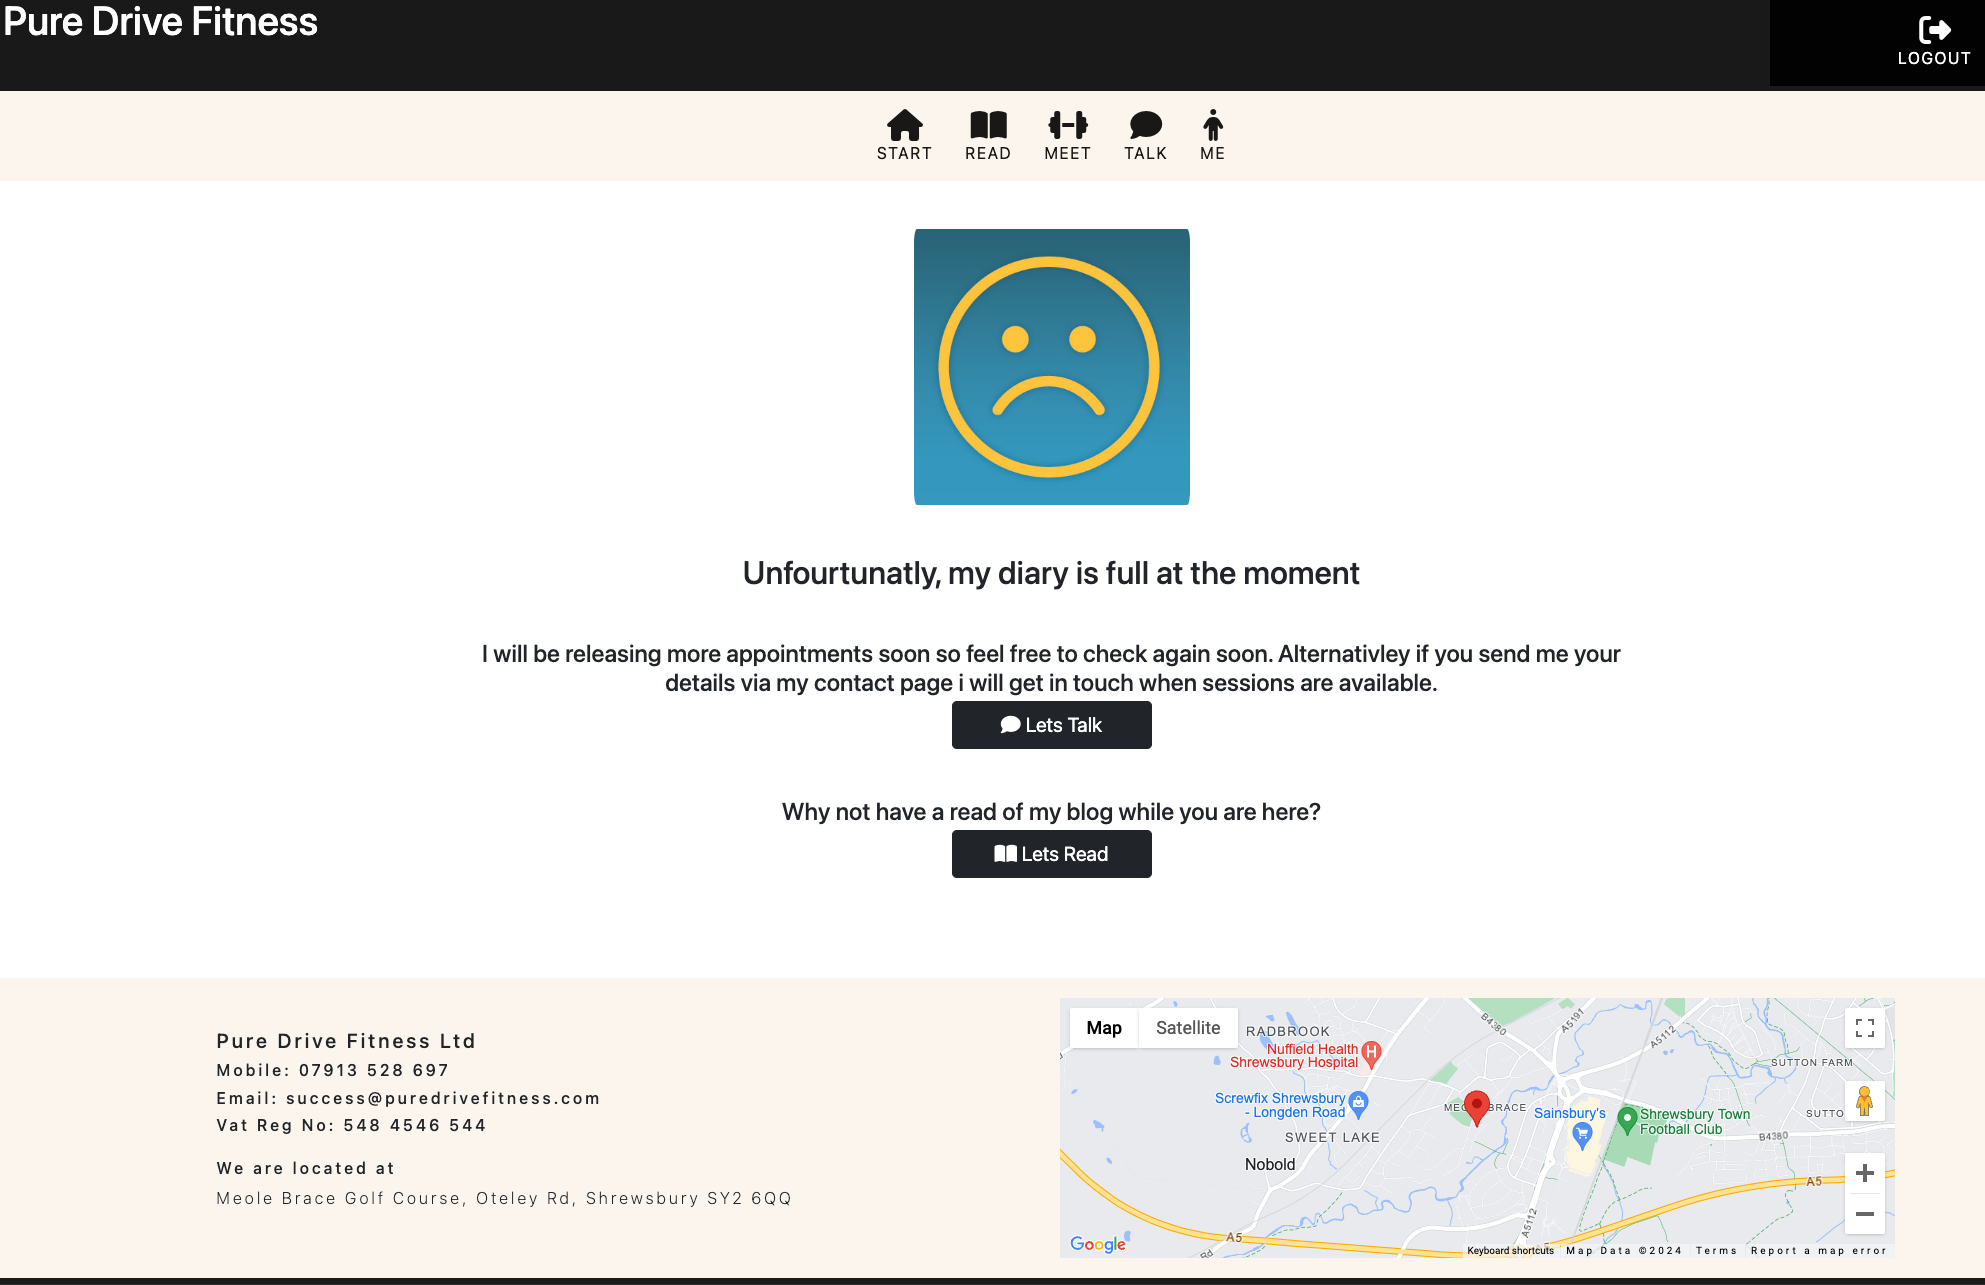 Pure Drive Fitness
LOGOUT
START READ MEET TALK ME
Unfourtunatly, my diary is full at the moment
I will be releasing more appointments soon so feel free to check again soon. Alternativley if you send me your
details via my contact page i will get in touch when sessions are available.
Lets Talk
Why not have a read of my blog while you are here?
Lets Read
Pure Drive Fitness Ltd
Mobile: 07913 528 697
Email: success@puredrivefitness.com
Vat Reg No: 548 4546 544
We are located at
Meole Brace Golf Course, Oteley Rd, Shrewsbury SY2 6QQ
Map Satellite
RADBROOK
B4380
A5191
A5112
Nuffield Health
Shrewsbury Hospital
SUTTON FARM
Screwfix Shrewsbury
- Longden Road
BRACE
Sainsbury's
Shrewsbury Town
Football Club
SUTTO
SWEET LAKE
B4380
Nobold
A5
A5112
A5
Rd
Google
Keyboard shortcuts Map Data ©2024 Terms Report a map error